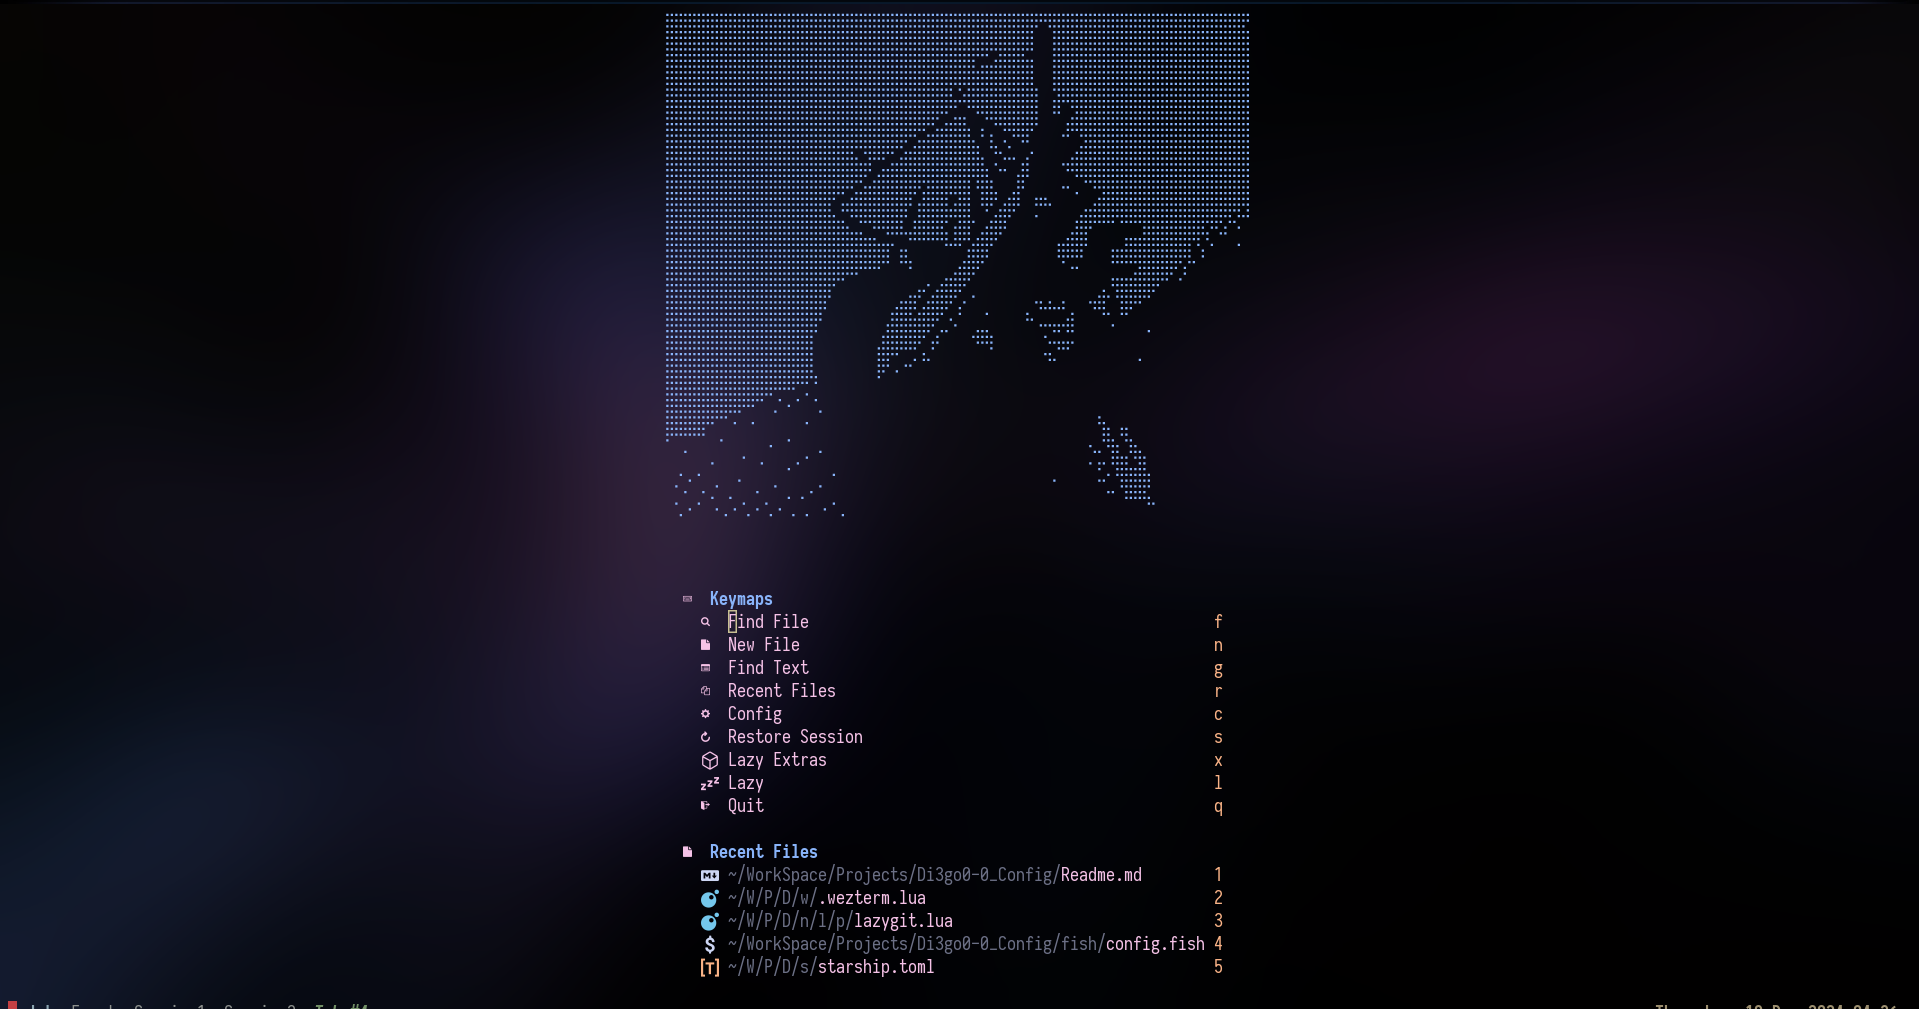 Keymaps
Find File f
New File n
Find Text g
Recent Files r
Config c
Restore Session s
Lazy Extras x
Lazy l
Quit q
Recent Files
~/WorkSpace/Projects/Di3go0-0_Config/Readme.md 1
~/W/P/D/w/.wezterm.lua 2
~/W/P/D/n/l/p/lazygit.lua 3
~/WorkSpace/Projects/Di3go0-0_Config/fish/config.fish 4
~/W/P/D/s/starship.toml 5